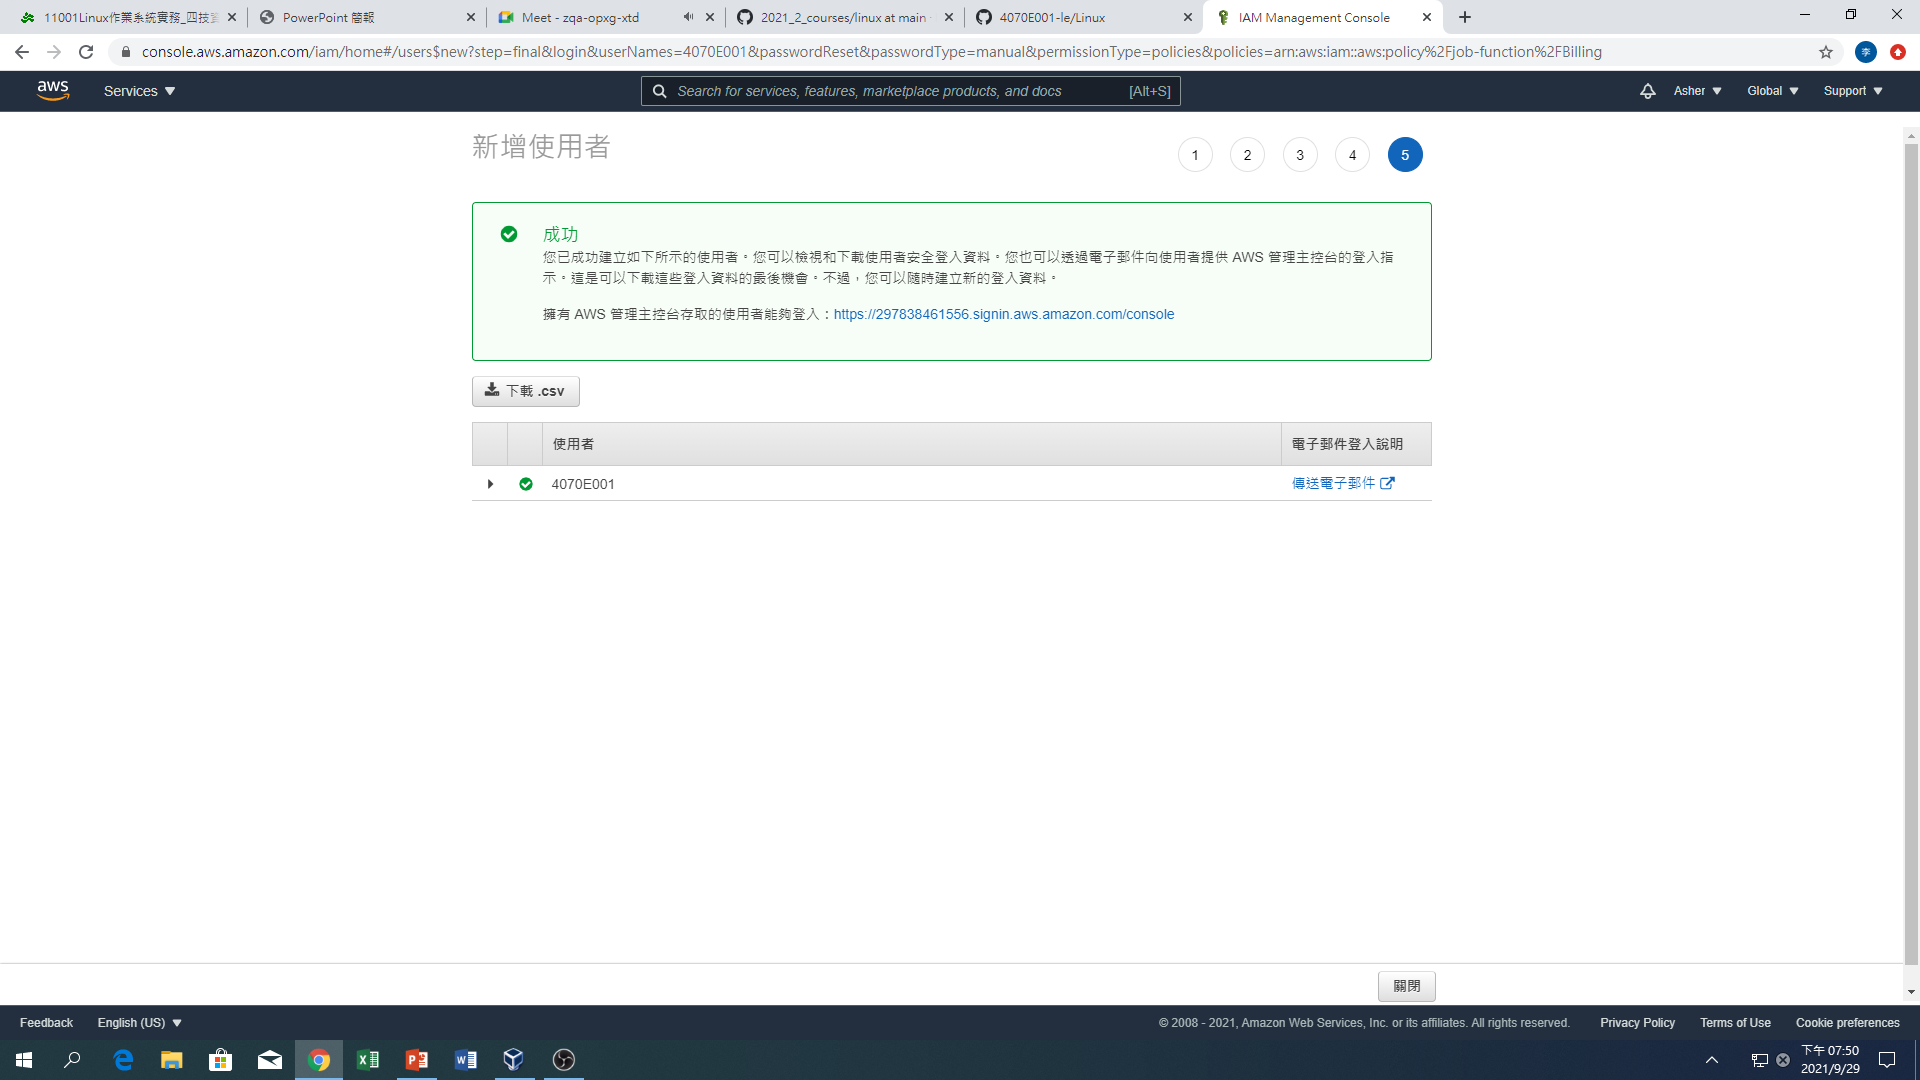 11001Linux作業系統實務_四技資
PowerPoint 簡報
Meet - zqa-opxg-xtd
2021_2_courses/linux at main
4070E001-le/Linux
IAM Management Console
console.aws.amazon.com/iam/home#/users$new?step=final&login&userNames=4070E001&passwordReset&passwordType=manual&permissionType=policies&policies=arn:aws:iam::aws:policy%2Fjob-function%2FBilling
李
aws
Services
Search for services, features, marketplace products, and docs
[Alt+S]
Asher
Global
Support
新增使用者
1
2
3
4
5
成功
您已成功建立如下所示的使用者。您可以檢視和下載使用者安全登入資料。您也可以透過電子郵件向使用者提供 AWS 管理主控台的登入指
示。這是可以下載這些登入資料的最後機會。不過，您可以隨時建立新的登入資料。
擁有 AWS 管理主控台存取的使用者能夠登入：https://297838461556.signin.aws.amazon.com/console
下載 .csv
使用者
電子郵件登入說明
4070E001
傳送電子郵件
關閉
Feedback
English (US)
© 2008 - 2021, Amazon Web Services, Inc. or its affiliates. All rights reserved.
Privacy Policy
Terms of Use
Cookie preferences
下午 07:50
2021/9/29